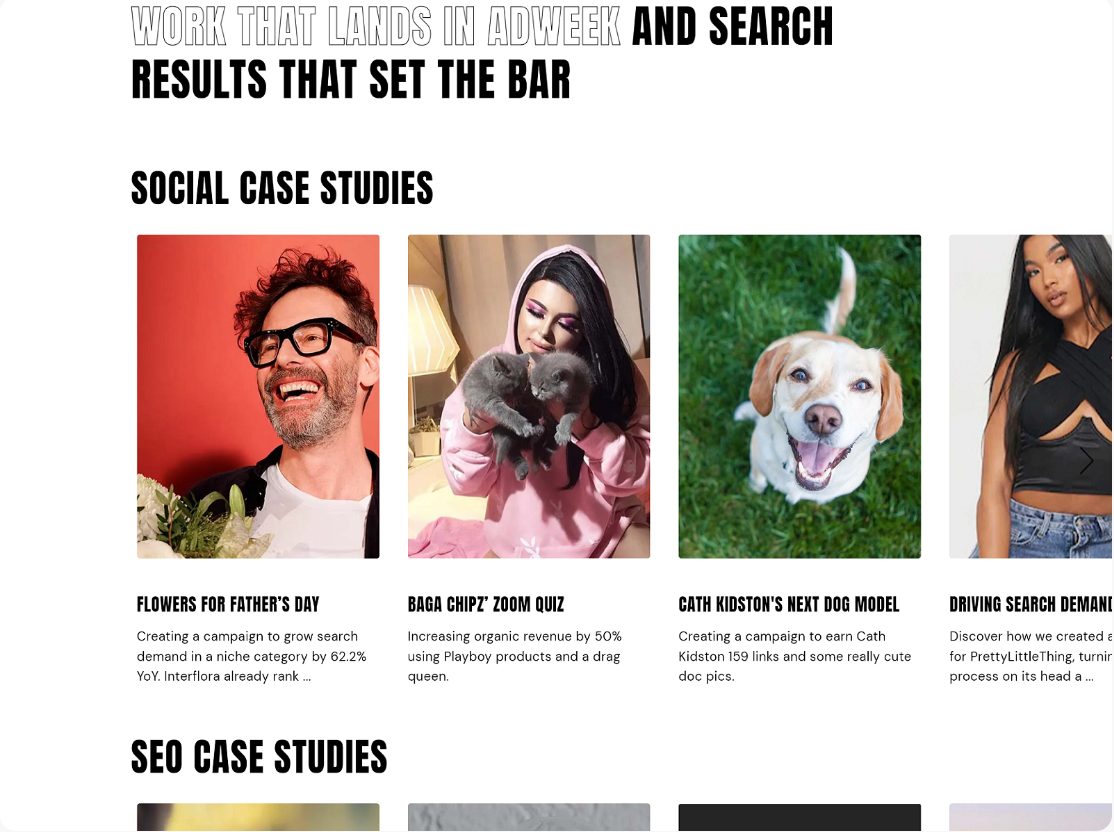 WORK THAT LANDS IN ADWEEK AND SEARCH
RESULTS THAT SET THE BAR
SOCIAL CASE STUDIES
FLOWERS FOR FATHER’S DAY
Creating a campaign to grow search
demand in a niche category by 62.2%
YoY. Interflora already rank ...
BAGA CHIPZ’ ZOOM QUIZ
Increasing organic revenue by 50%
using Playboy products and a drag
queen.
CATH KIDSTON'S NEXT DOG MODEL
Creating a campaign to earn Cath
Kidston 159 links and some really cute
doc pics.
DRIVING SEARCH DEMAND
Discover how we created a
for PrettyLittleThing, turnin
process on its head a ...
SEO CASE STUDIES